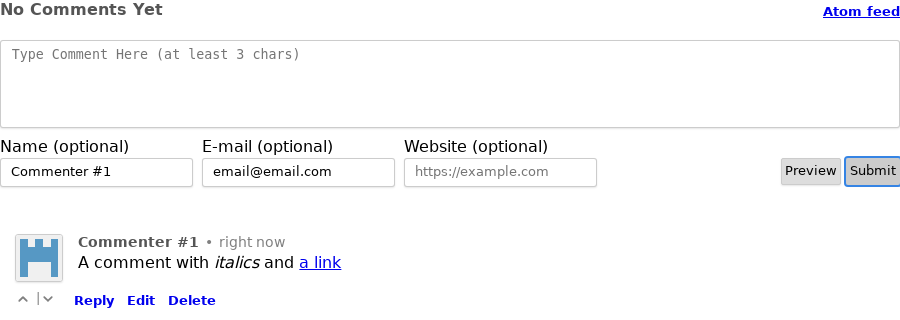 No Comments Yet
Atom feed
Type Comment Here (at least 3 chars)
Name (optional) E-mail (optional) Website (optional)
Commenter #1 email@email.com https://example.com Preview Submit
Commenter #1 • right now
A comment with italics and a link
| Reply Edit Delete